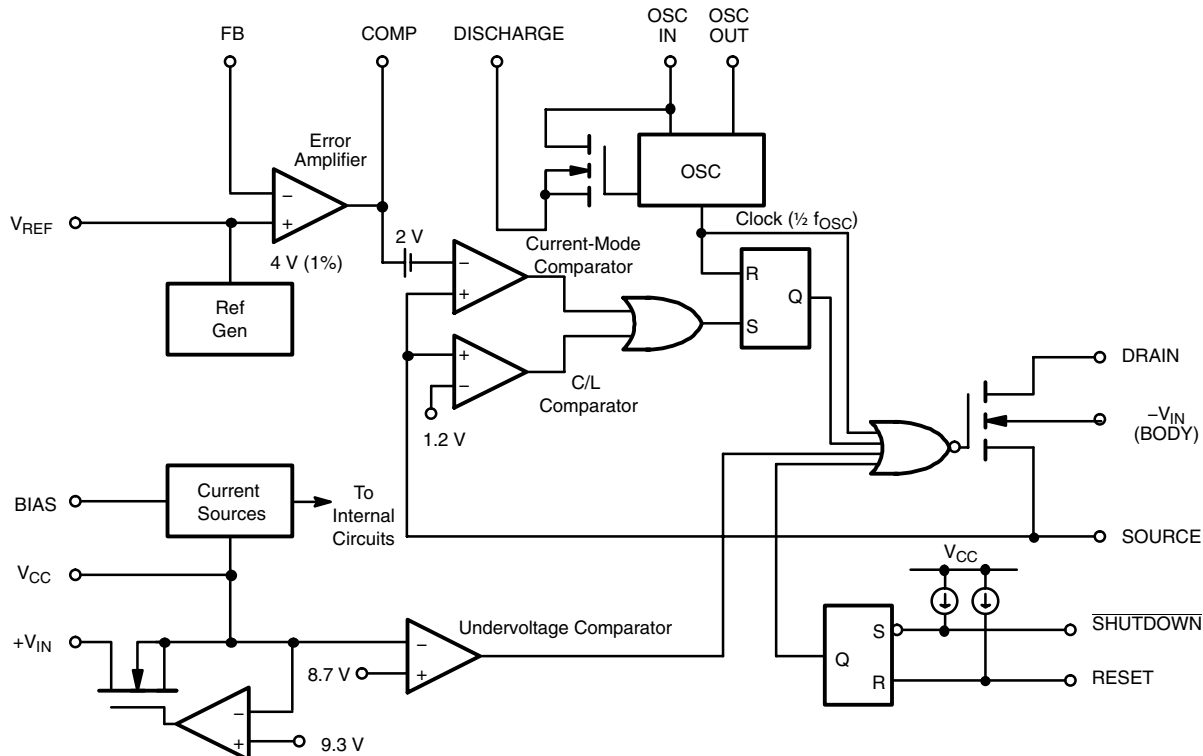 FB
COMP
DISCHARGE
OSC
IN
OSC
OUT
Error
Amplifier
OSC
−
VREF
+
Clock (½ fOSC)
2 V
4 V (1%)
Current-Mode
Comparator
−
+
R
Q
S
Ref
Gen
+
−
C/L
Comparator
1.2 V
DRAIN
−VIN
(BODY)
BIAS
Current
Sources
To
Internal
Circuits
SOURCE
VCC
VCC
+VIN
−
+
Undervoltage Comparator
8.7 V
S
Q
R
SHUTDOWN
RESET
−
+
9.3 V